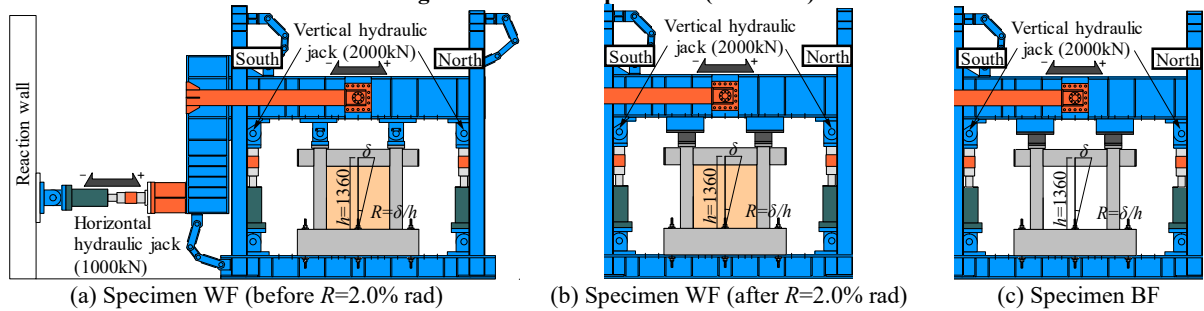 Reaction wall
South
Vertical hydraulic
jack (2000kN)
North
− +
δ
h=1360
R=δ/h
− +
Horizontal
hydraulic jack
(1000kN)
(a) Specimen WF (before R=2.0% rad)
South
Vertical hydraulic
jack (2000kN)
North
− +
δ
h=1360
R=δ/h
(b) Specimen WF (after R=2.0% rad)
South
Vertical hydraulic
jack (2000kN)
North
− +
δ
h=1360
R=δ/h
(c) Specimen BF